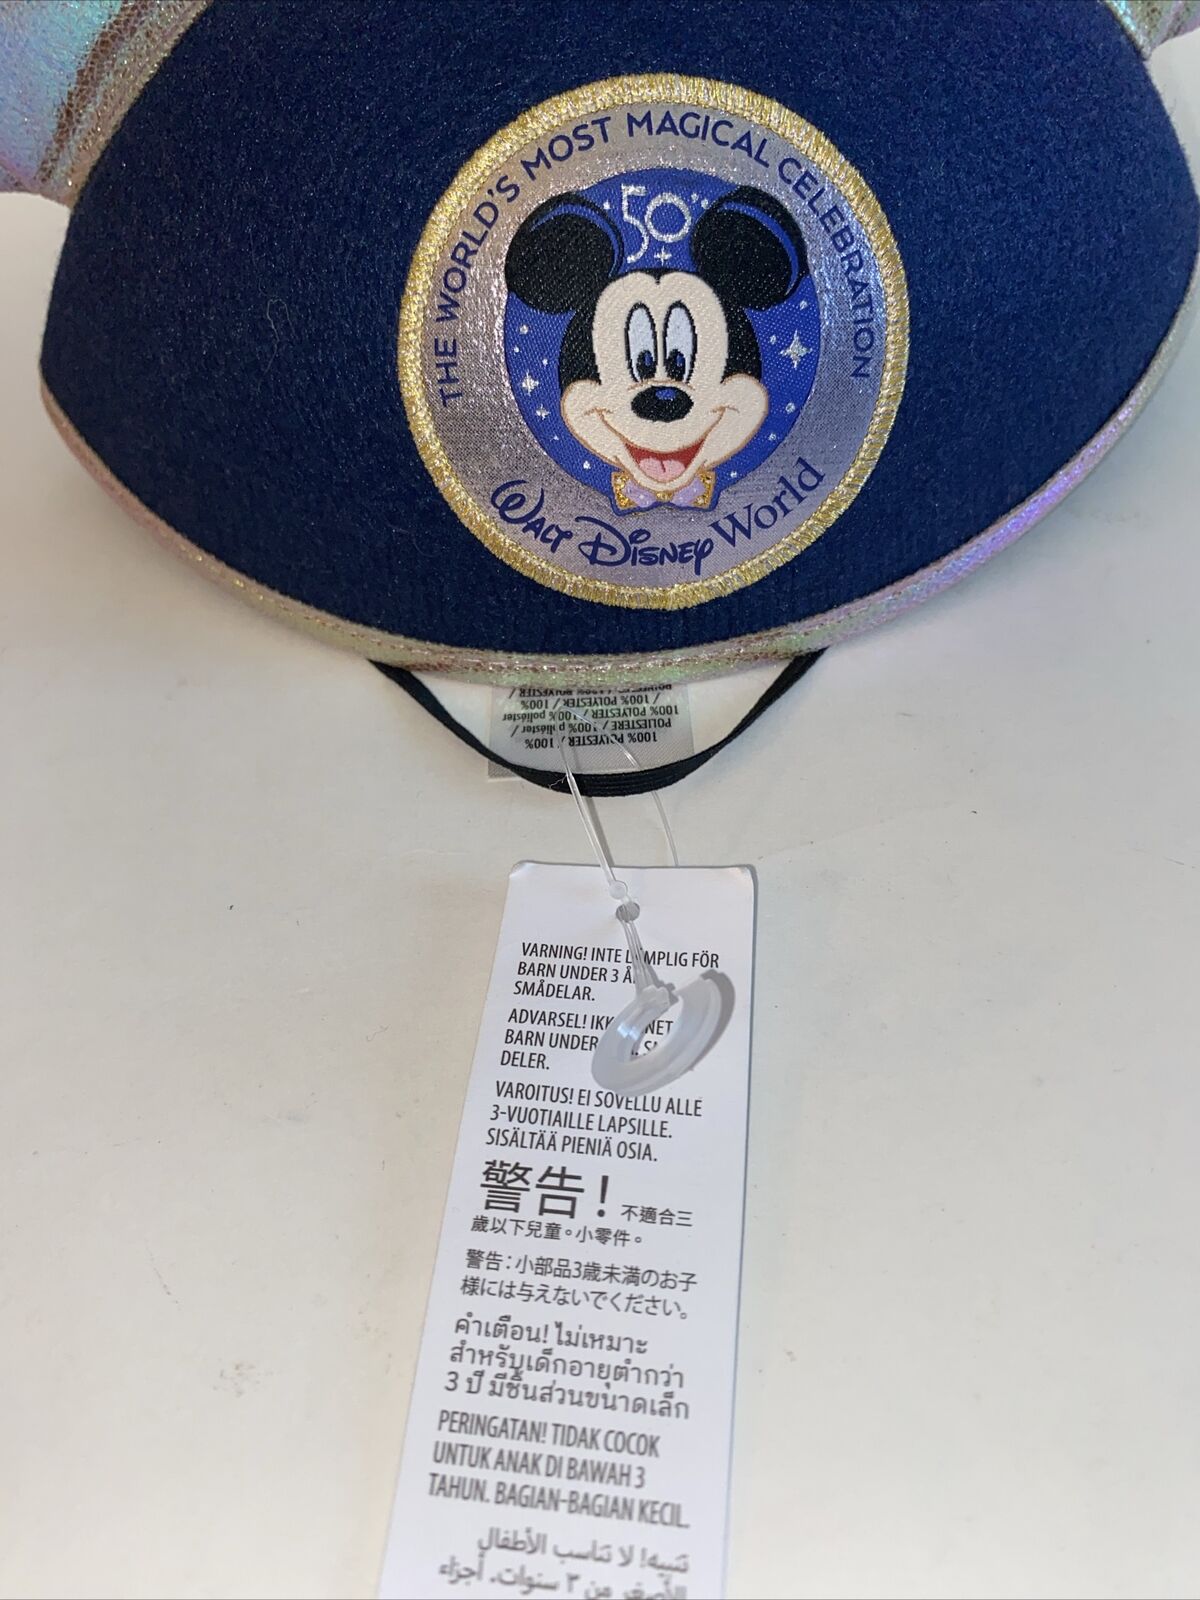 THE WORLD'S MOST MAGICAL CELEBRATION
50
WALT DISNEY World
100% POLYESTER / 100%
POLIESTERE / 100% poliéster /
100% POLYESTER / 100% poliéster
/ 100% POLYESTER / 100%
VARNING! INTE LÄMPLIG FÖR
BARN UNDER 3
SMÅDELAR.
ADVARSEL!
BARN UNDER
DELER.
VAROITUS! EI SOVELLU ALLE
3-VUOTIAILLE LAPSILLE.
SISÄLTÄÄ PIENIÄ OSIA.
警告！不適合三
歲以下兒童。小零件。
警告：小部品3歳未満のお子
様には与えないでください。
คำเตือน! ไม่เหมาะ
สำหรับเด็กอายุต่ำกว่า
3 ปี มีชิ้นส่วนขนาดเล็ก
PERINGATAN! TIDAK COCOK
UNTUK ANAK DI BAWAH 3
TAHUN. BAGIAN-BAGIAN KECIL.
تنبيه! لا تناسب الأطفال
الأصغر من ٣ سنوات. أجزاء